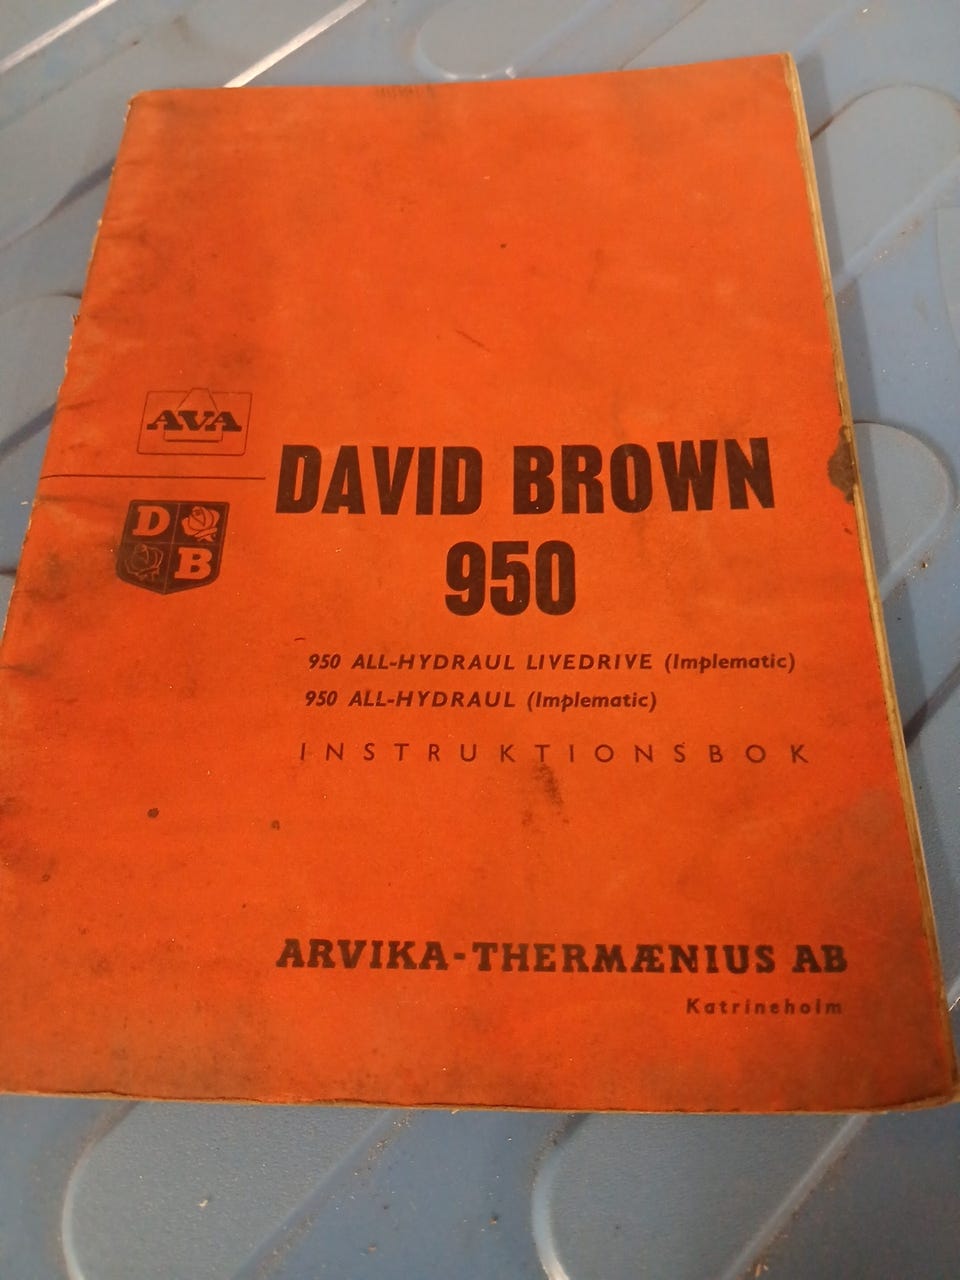 AVA
DAVID BROWN
D
B
950
950 ALL-HYDRAUL LIVEDRIVE (Implematic)
950 ALL-HYDRAUL (Implematic)
INSTRUKTIONSBOK
ARVIKA-THERMÆNIUS AB
Katrineholm